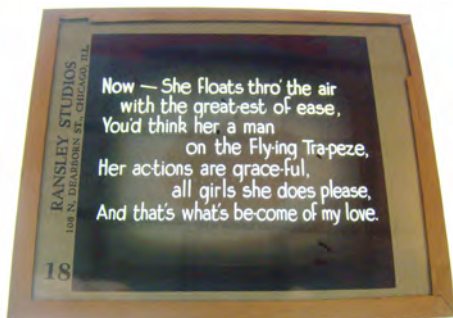 RANSLEY STUDIOS
108 N. DEARBORN ST., CHICAGO, ILL.
18
Now — She floats thro' the air
with the great-est of ease,
You'd think her a man
on the Fly-ing Tra-peze,
Her ac-tions are grace-ful,
all girls she does please,
And that's what's be-come of my love.